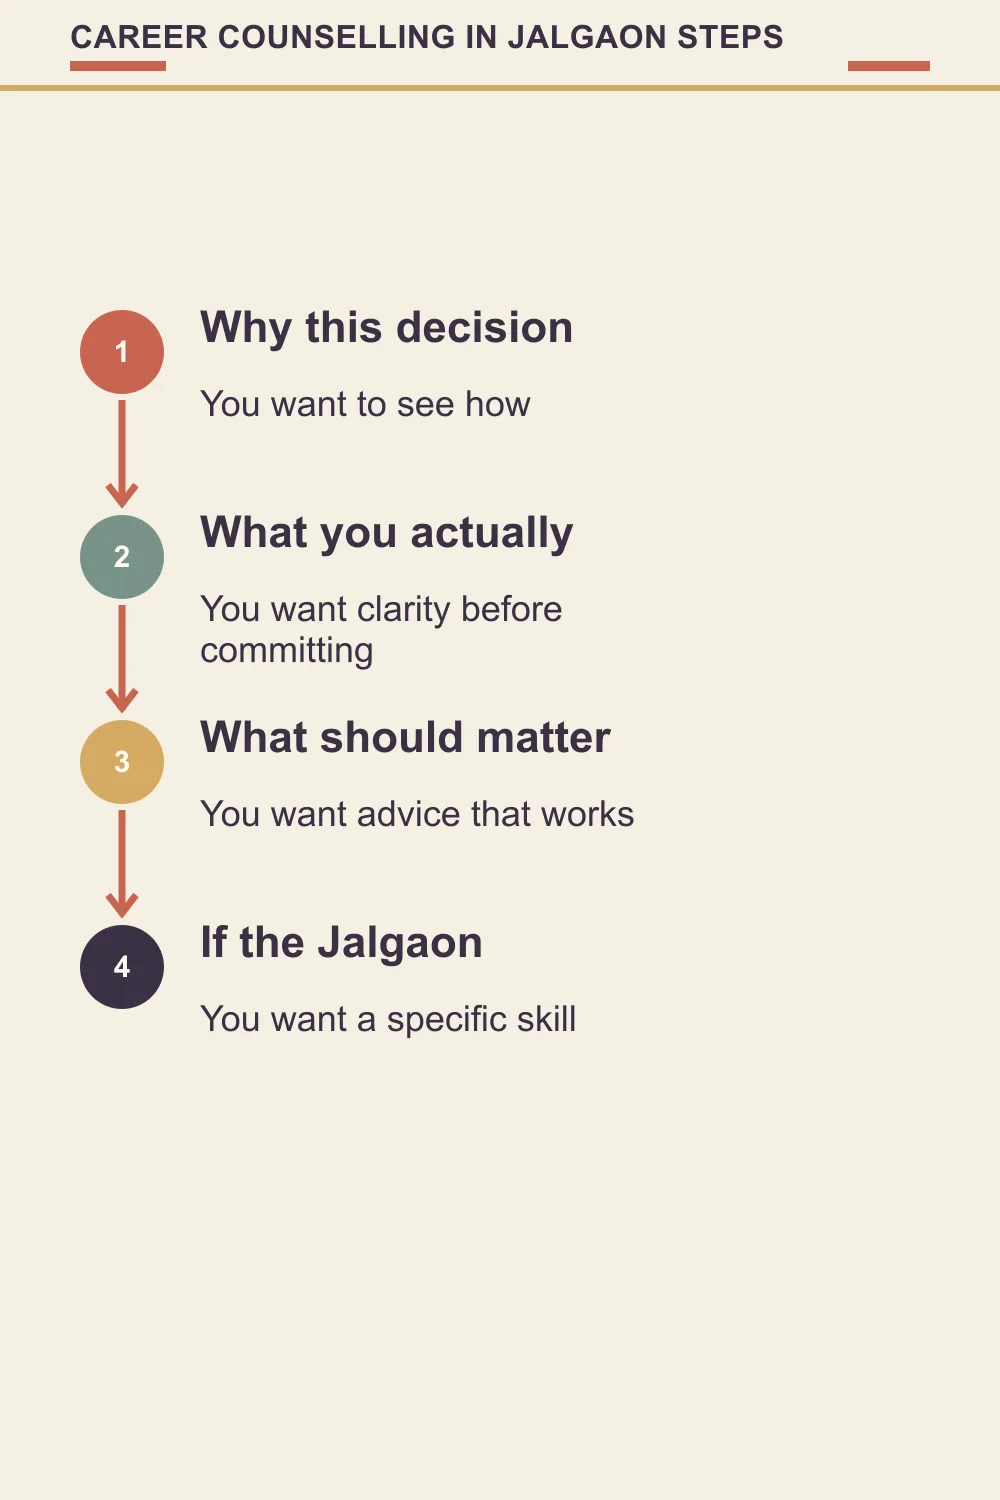 CAREER COUNSELLING IN JALGAON STEPS
1
Why this decision
You want to see how
2
What you actually
You want clarity before
committing
3
What should matter
You want advice that works
4
If the Jalgaon
You want a specific skill